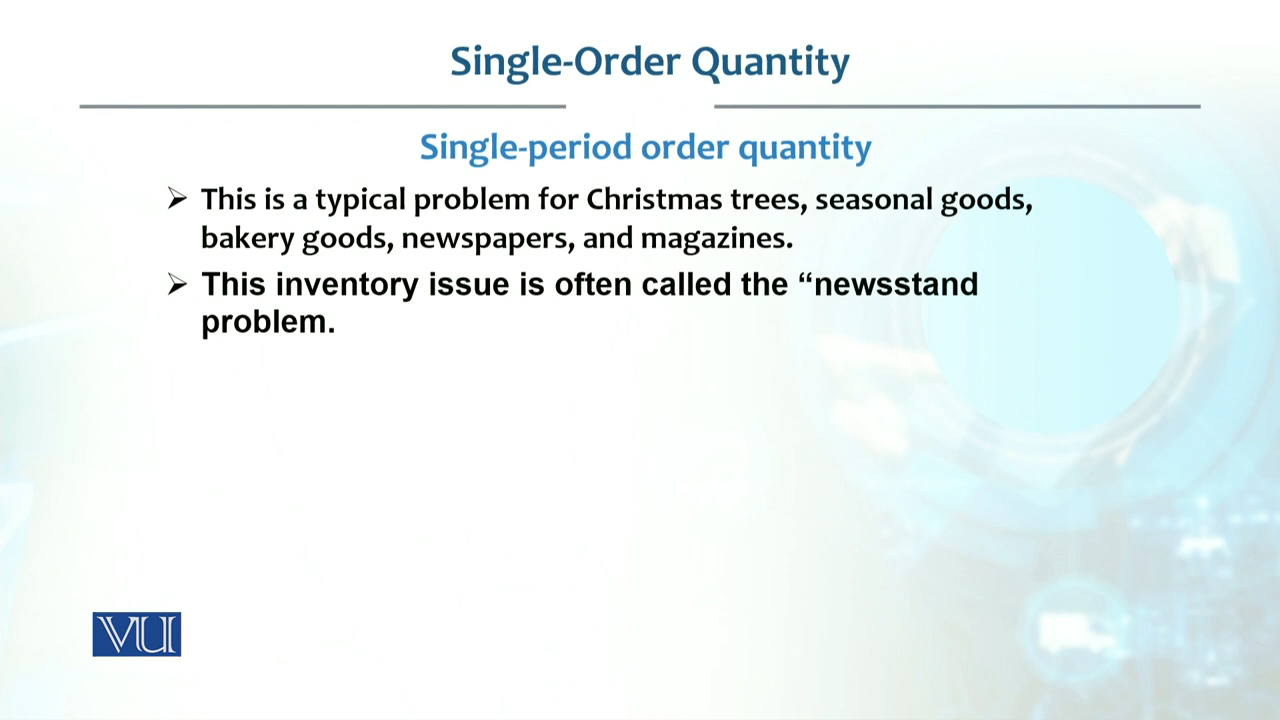 Single-Order Quantity
Single-period order quantity
➢ This is a typical problem for Christmas trees, seasonal goods,
bakery goods, newspapers, and magazines.
➢ This inventory issue is often called the “newsstand
problem.
VU